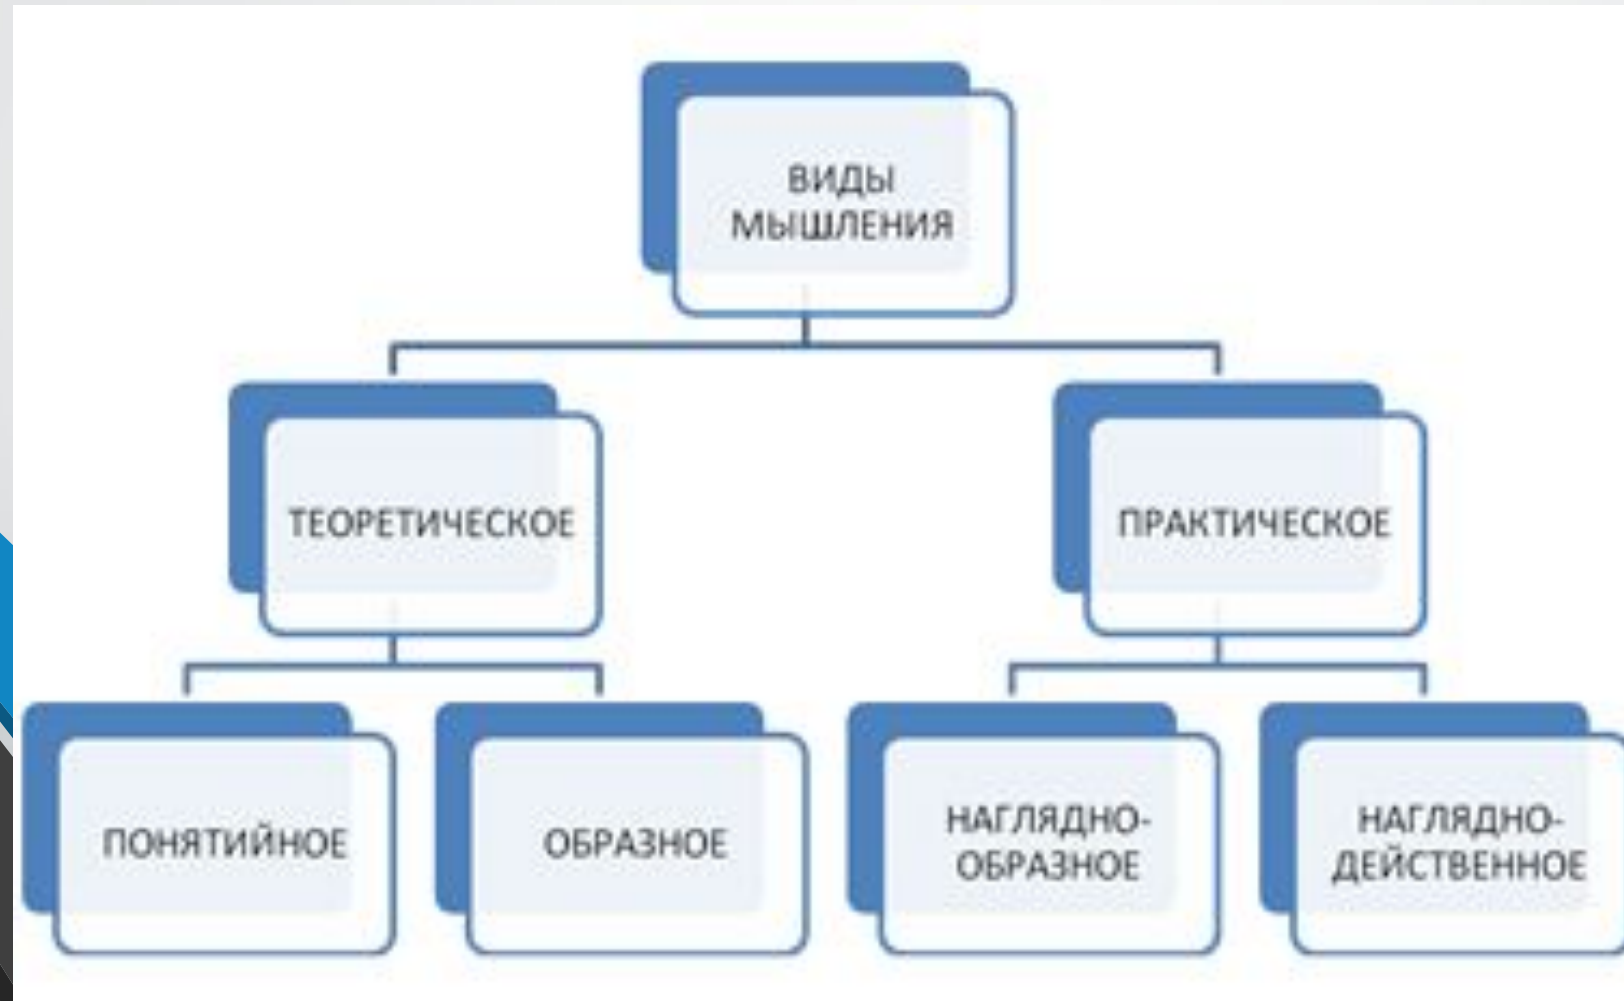 ВИДЫ
МЫШЛЕНИЯ
ТЕОРЕТИЧЕСКОЕ
ПРАКТИЧЕСКОЕ
ПОНЯТИЙНОЕ
ОБРАЗНОЕ
НАГЛЯДНО-
ОБРАЗНОЕ
НАГЛЯДНО-
ДЕЙСТВЕННОЕ